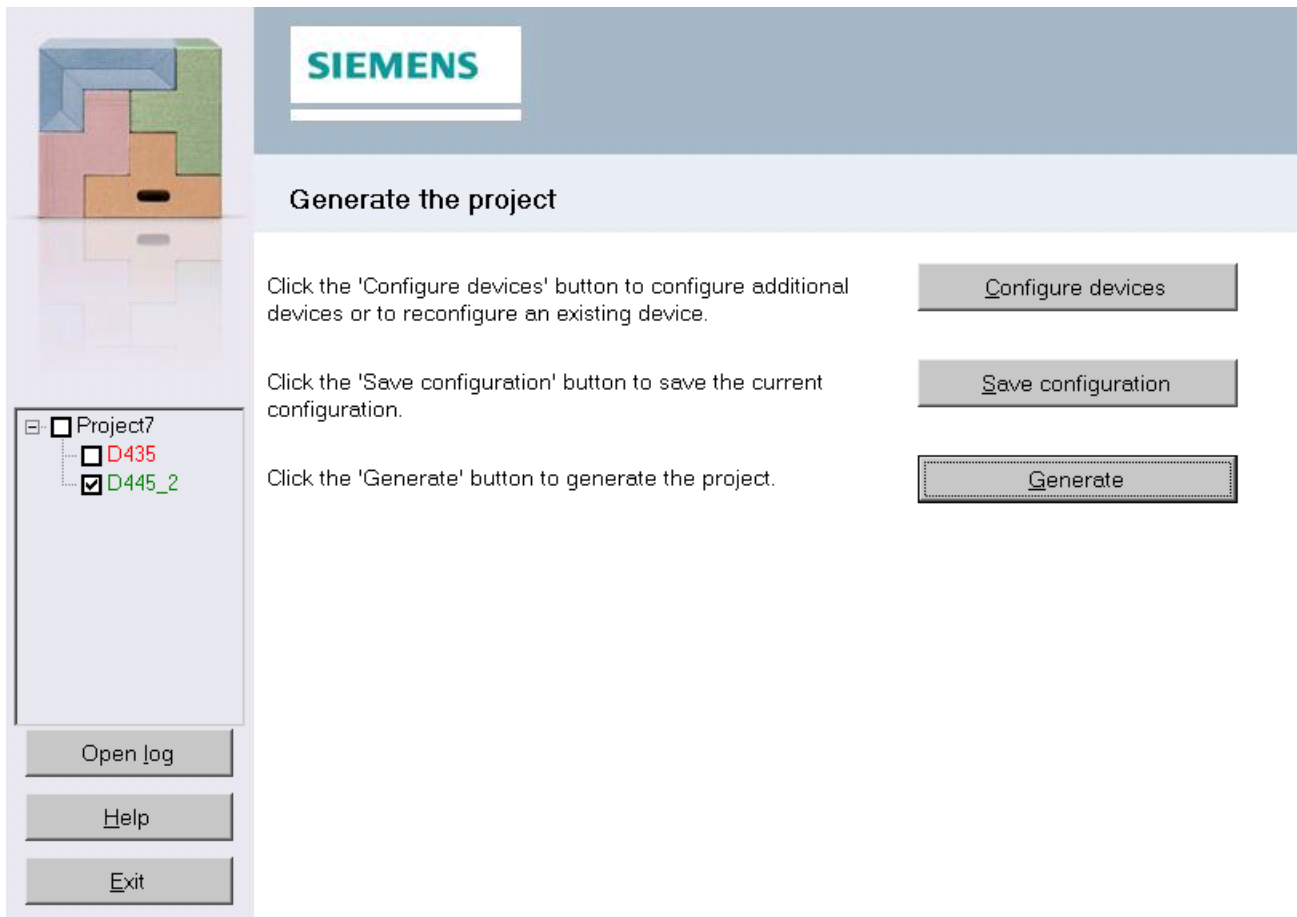 SIEMENS
Generate the project
Click the 'Configure devices' button to configure additional
devices or to reconfigure an existing device.
Configure devices
Click the 'Save configuration' button to save the current
configuration.
Save configuration
Click the 'Generate' button to generate the project.
Generate
Project7
D435
D445_2
Open log
Help
Exit